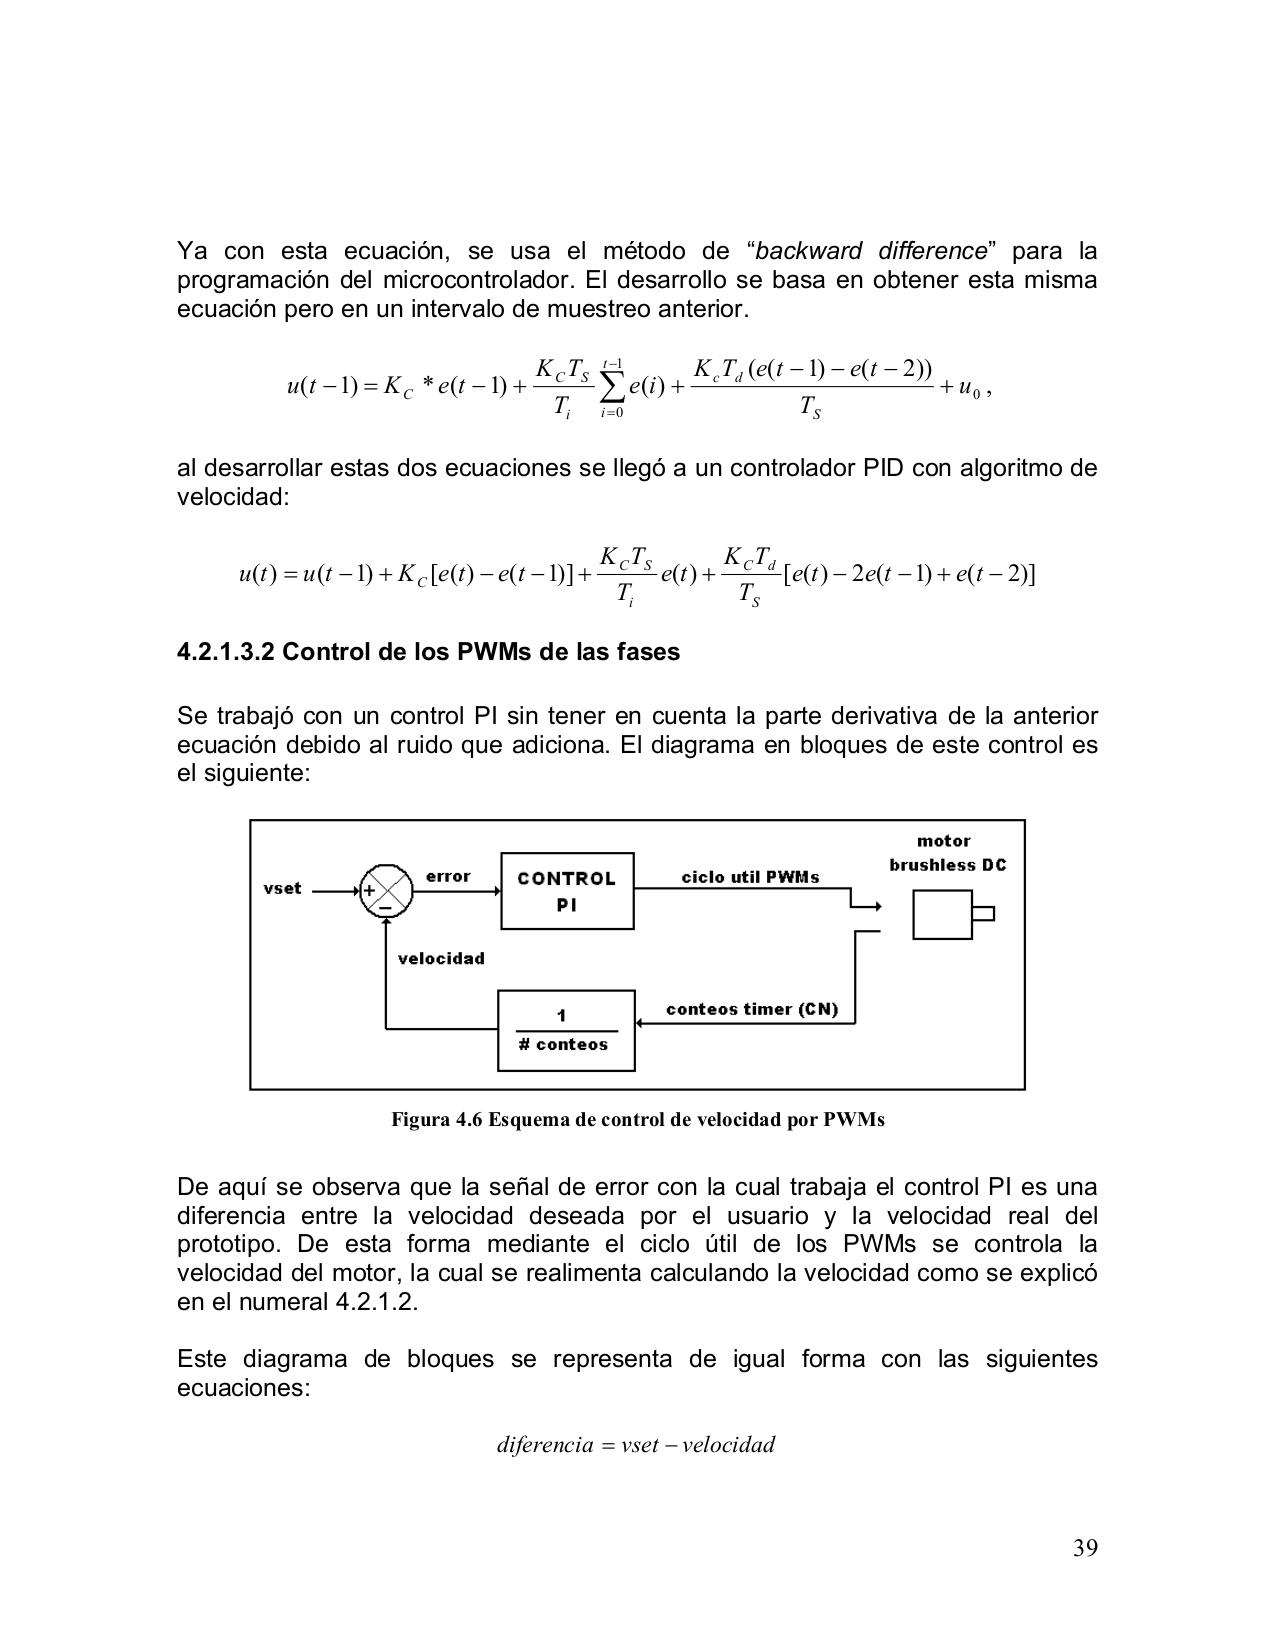 Ya con esta ecuación, se usa el método de “backward difference” para la
programación del microcontrolador. El desarrollo se basa en obtener esta misma
ecuación pero en un intervalo de muestreo anterior.
u(t − 1) = K_C * e(t − 1) + \frac{K_C T_S}{T_i} \sum_{i=0}^{t−1} e(i) + \frac{K_c T_d (e(t − 1) − e(t − 2))}{T_S} + u_0 ,
al desarrollar estas dos ecuaciones se llegó a un controlador PID con algoritmo de
velocidad:
u(t) = u(t − 1) + K_C [e(t) − e(t − 1)] + \frac{K_C T_S}{T_i} e(t) + \frac{K_C T_d}{T_S} [e(t) − 2e(t − 1) + e(t − 2)]
4.2.1.3.2 Control de los PWMs de las fases
Se trabajó con un control PI sin tener en cuenta la parte derivativa de la anterior
ecuación debido al ruido que adiciona. El diagrama en bloques de este control es
el siguiente:
motor
brushless DC
vset
+
−
error
CONTROL
PI
ciclo util PWMs
velocidad
1
# conteos
conteos timer (CN)
Figura 4.6 Esquema de control de velocidad por PWMs
De aquí se observa que la señal de error con la cual trabaja el control PI es una
diferencia entre la velocidad deseada por el usuario y la velocidad real del
prototipo. De esta forma mediante el ciclo útil de los PWMs se controla la
velocidad del motor, la cual se realimenta calculando la velocidad como se explicó
en el numeral 4.2.1.2.
Este diagrama de bloques se representa de igual forma con las siguientes
ecuaciones:
diferencia = vset − velocidad
39